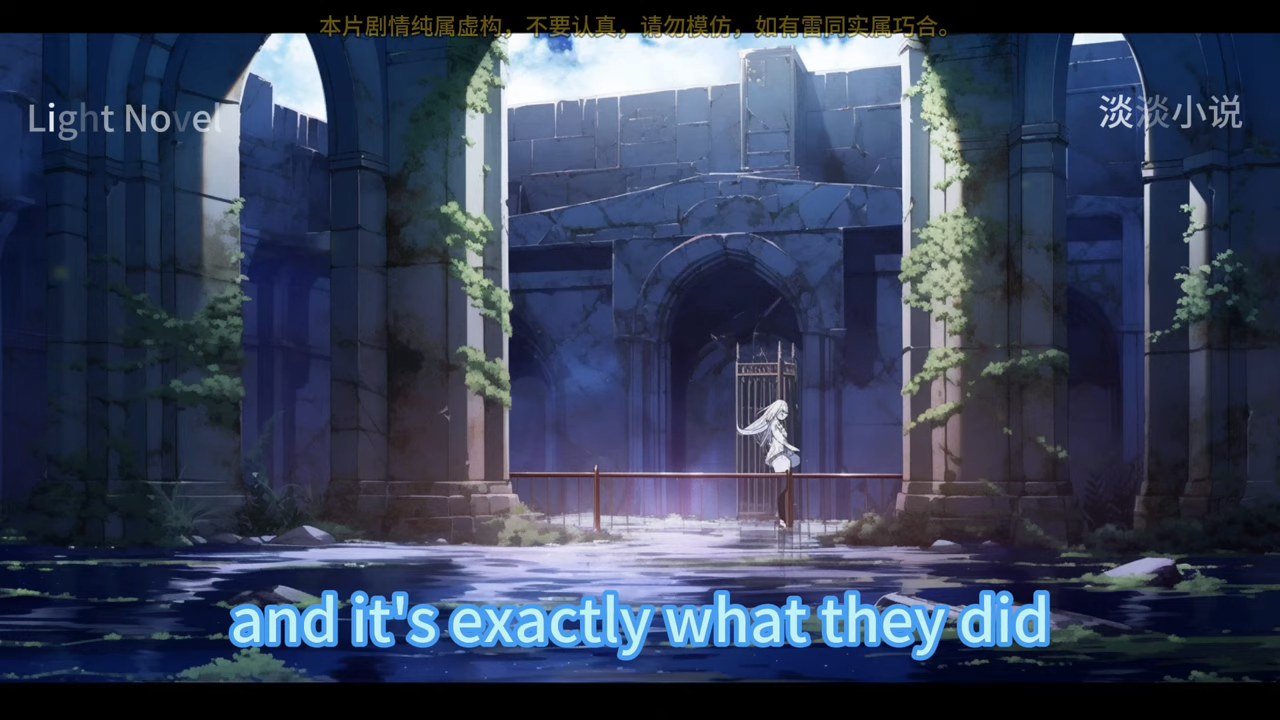 本片剧情纯属虚构，不要认真，请勿模仿，如有雷同实属巧合。
Light Novel
淡淡小说
and it's exactly what they did